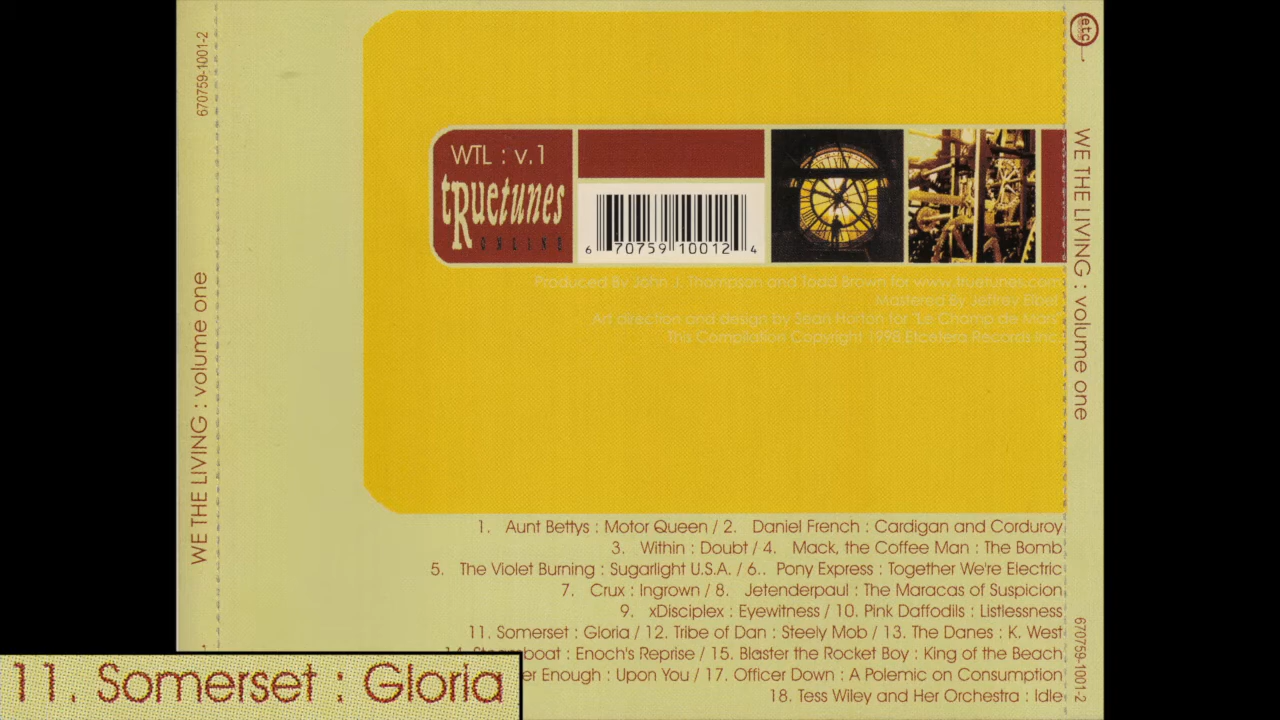 670759-1001-2
WE THE LIVING : volume one
etc
WTL : v.1
truetunes
ONLINE
6 70759 10012 4
Produced By John J. Thompson and Todd Brown for www.truetunes.com
Mastered By Jeffrey Elbel
Art direction and design by Sean Horton for "Le Champ de Mars"
This Compilation Copyright 1998 Etcetera Records Inc.
WE THE LIVING : volume one
670759-1001-2
1. Aunt Bettys : Motor Queen / 2. Daniel French : Cardigan and Corduroy
3. Within : Doubt / 4. Mack, the Coffee Man : The Bomb
5. The Violet Burning : Sugarlight U.S.A. / 6.. Pony Express : Together We're Electric
7. Crux : Ingrown / 8. Jetenderpaul : The Maracas of Suspicion
9. xDisciplex : Eyewitness / 10. Pink Daffodils : Listlessness
11. Somerset : Gloria / 12. Tribe of Dan : Steely Mob / 13. The Danes : K. West
14. Steamboat : Enoch's Reprise / 15. Blaster the Rocket Boy : King of the Beach
er Enough : Upon You / 17. Officer Down : A Polemic on Consumption
18. Tess Wiley and Her Orchestra : Idle
11. Somerset : Gloria